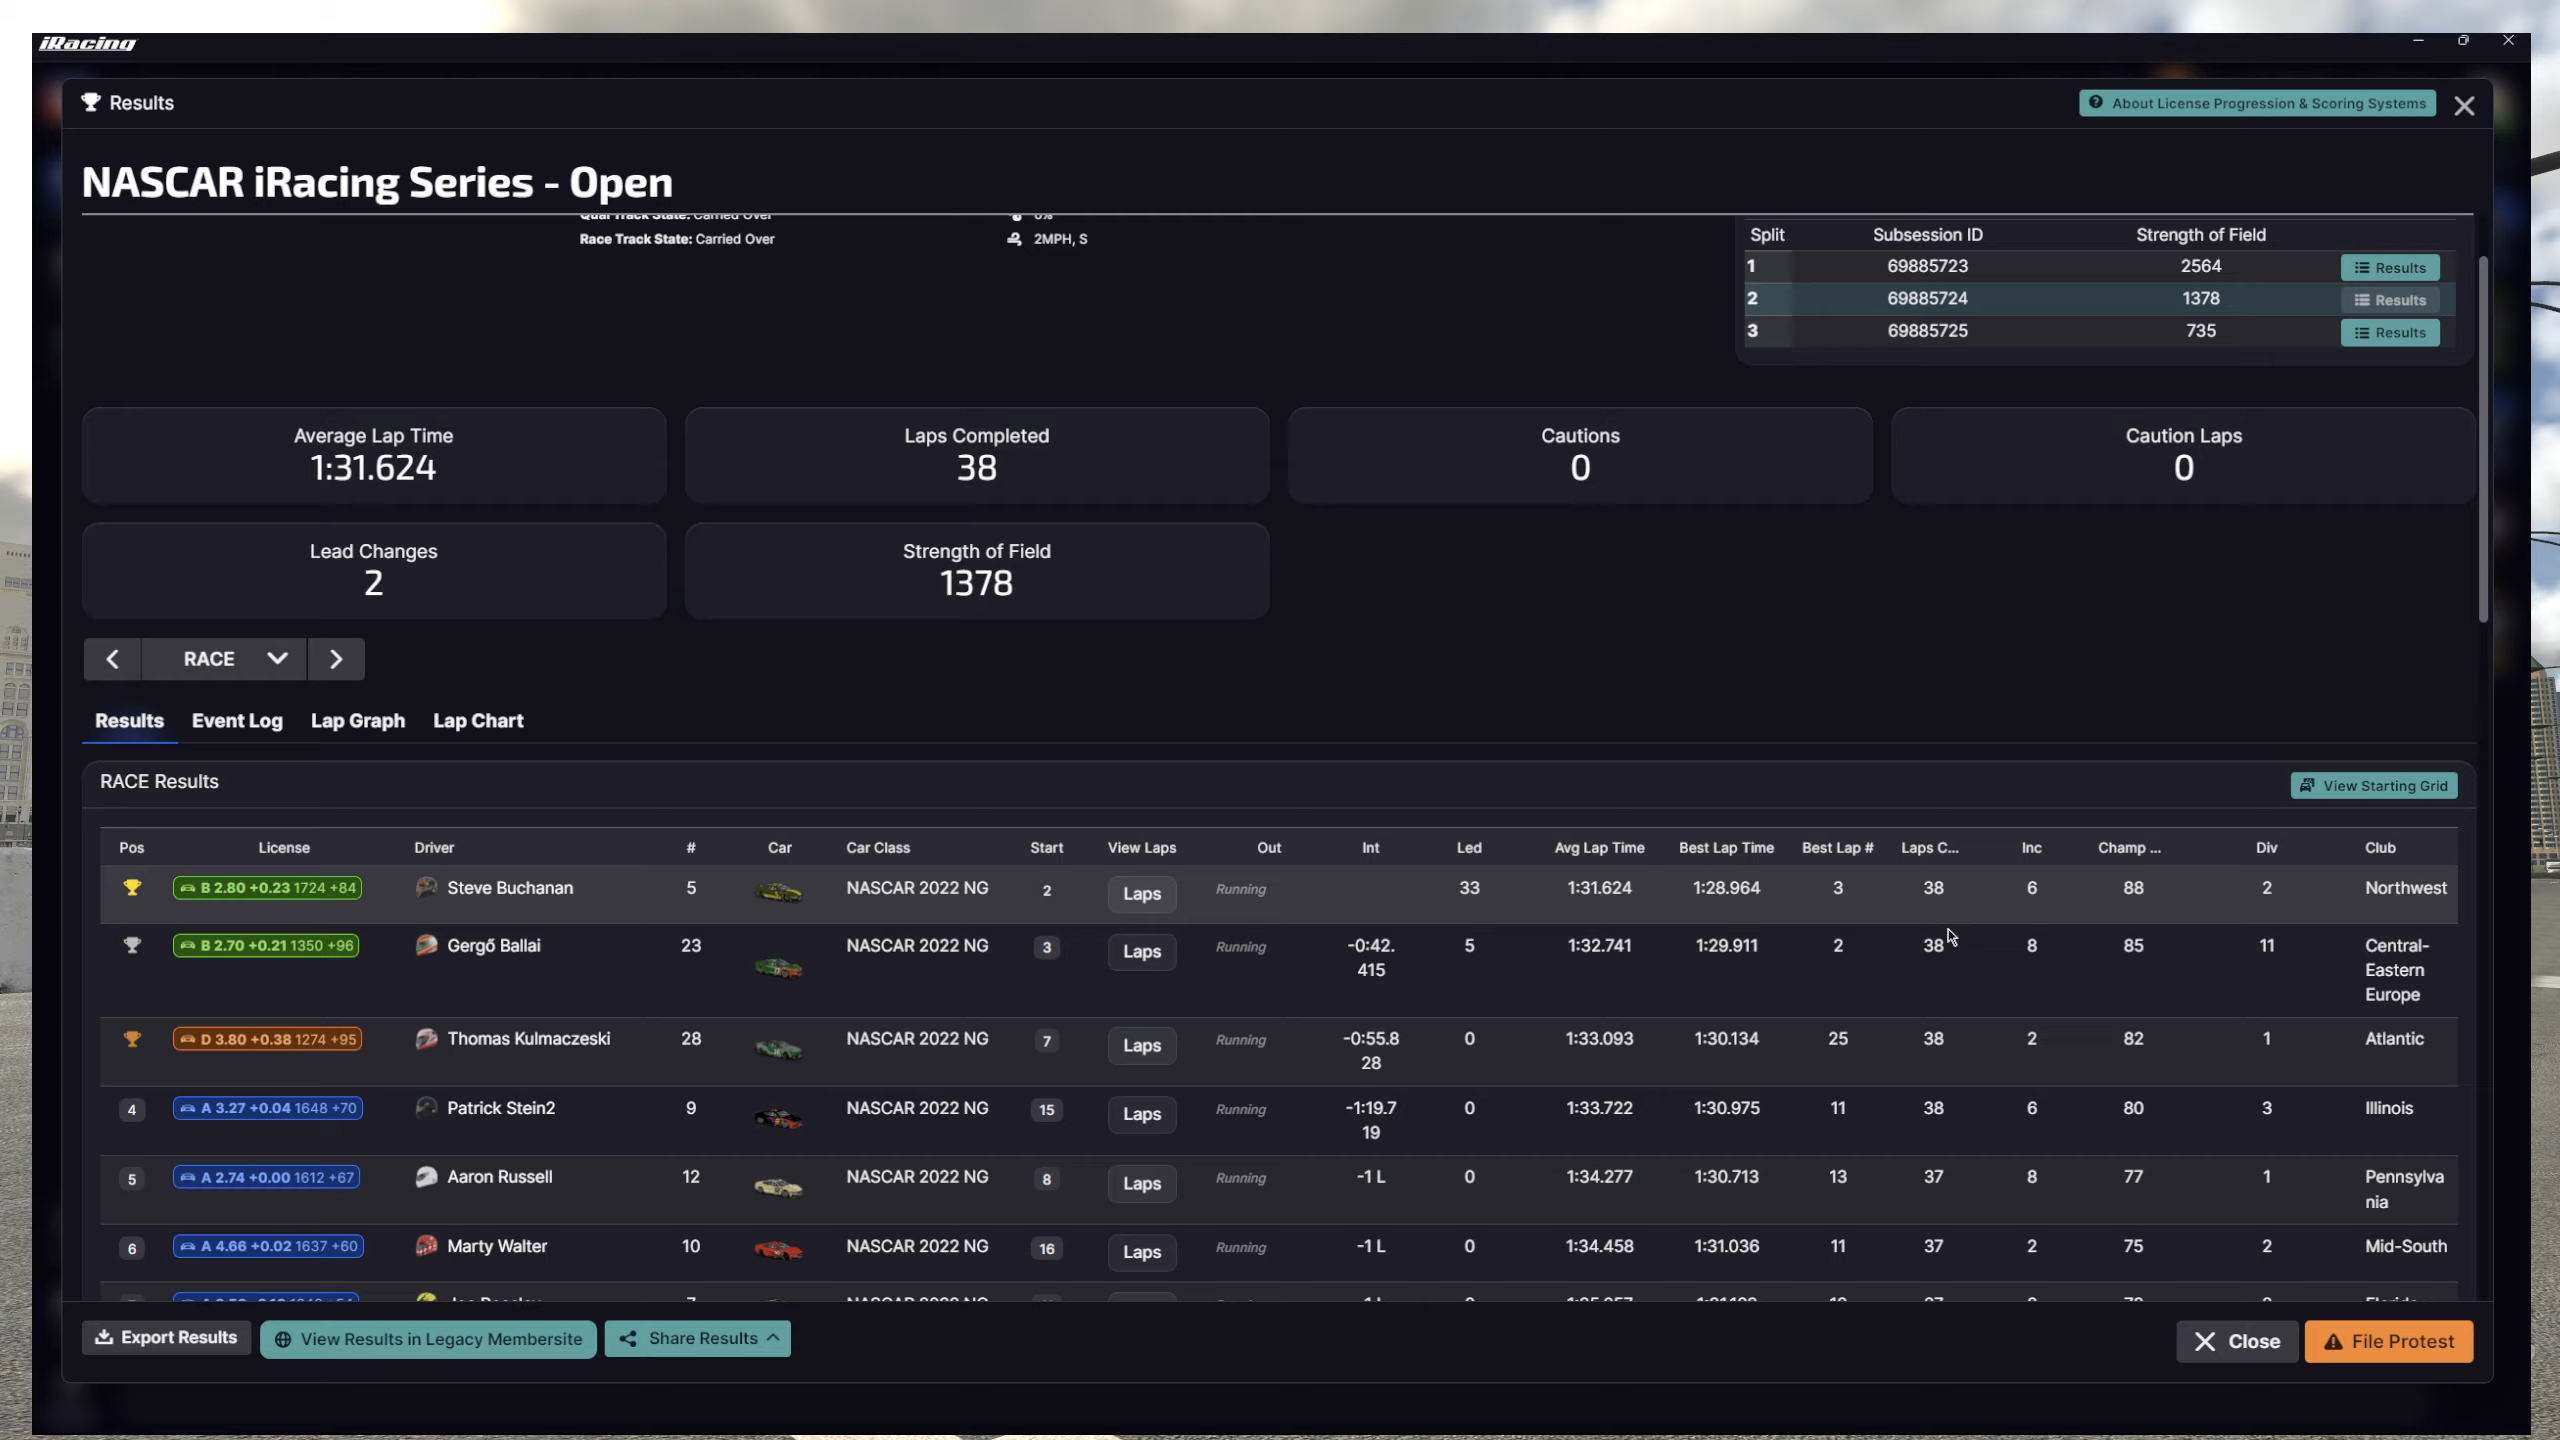 iRacing
Results
About License Progression & Scoring Systems
NASCAR iRacing Series - Open
Qual Track State: Carried Over
0%
Race Track State: Carried Over
2MPH, S
Split Subsession ID Strength of Field
1 69885723 2564 Results
2 69885724 1378 Results
3 69885725 735 Results
Average Lap Time
1:31.624
Laps Completed
38
Cautions
0
Caution Laps
0
Lead Changes
2
Strength of Field
1378
RACE
Results Event Log Lap Graph Lap Chart
RACE Results
View Starting Grid
Pos License Driver # Car Car Class Start View Laps Out Int Led Avg Lap Time Best Lap Time Best Lap # Laps C... Inc Champ ... Div Club
B 2.80 +0.23 1724 +84 Steve Buchanan 5 NASCAR 2022 NG 2 Laps Running 33 1:31.624 1:28.964 3 38 6 88 2 Northwest
B 2.70 +0.21 1350 +96 Gergő Ballai 23 NASCAR 2022 NG 3 Laps Running -0:42. 5 1:32.741 1:29.911 2 38 8 85 11 Central-
415 Eastern
Europe
D 3.80 +0.38 1274 +95 Thomas Kulmaczeski 28 NASCAR 2022 NG 7 Laps Running -0:55.8 0 1:33.093 1:30.134 25 38 2 82 1 Atlantic
28
4 A 3.27 +0.04 1648 +70 Patrick Stein2 9 NASCAR 2022 NG 15 Laps Running -1:19.7 0 1:33.722 1:30.975 11 38 6 80 3 Illinois
19
5 A 2.74 +0.00 1612 +67 Aaron Russell 12 NASCAR 2022 NG 8 Laps Running -1 L 0 1:34.277 1:30.713 13 37 8 77 1 Pennsylva
nia
6 A 4.66 +0.02 1637 +60 Marty Walter 10 NASCAR 2022 NG 16 Laps Running -1 L 0 1:34.458 1:31.036 11 37 2 75 2 Mid-South
NASCAR 2022 NG
Export Results
View Results in Legacy Membersite
Share Results
Close
File Protest